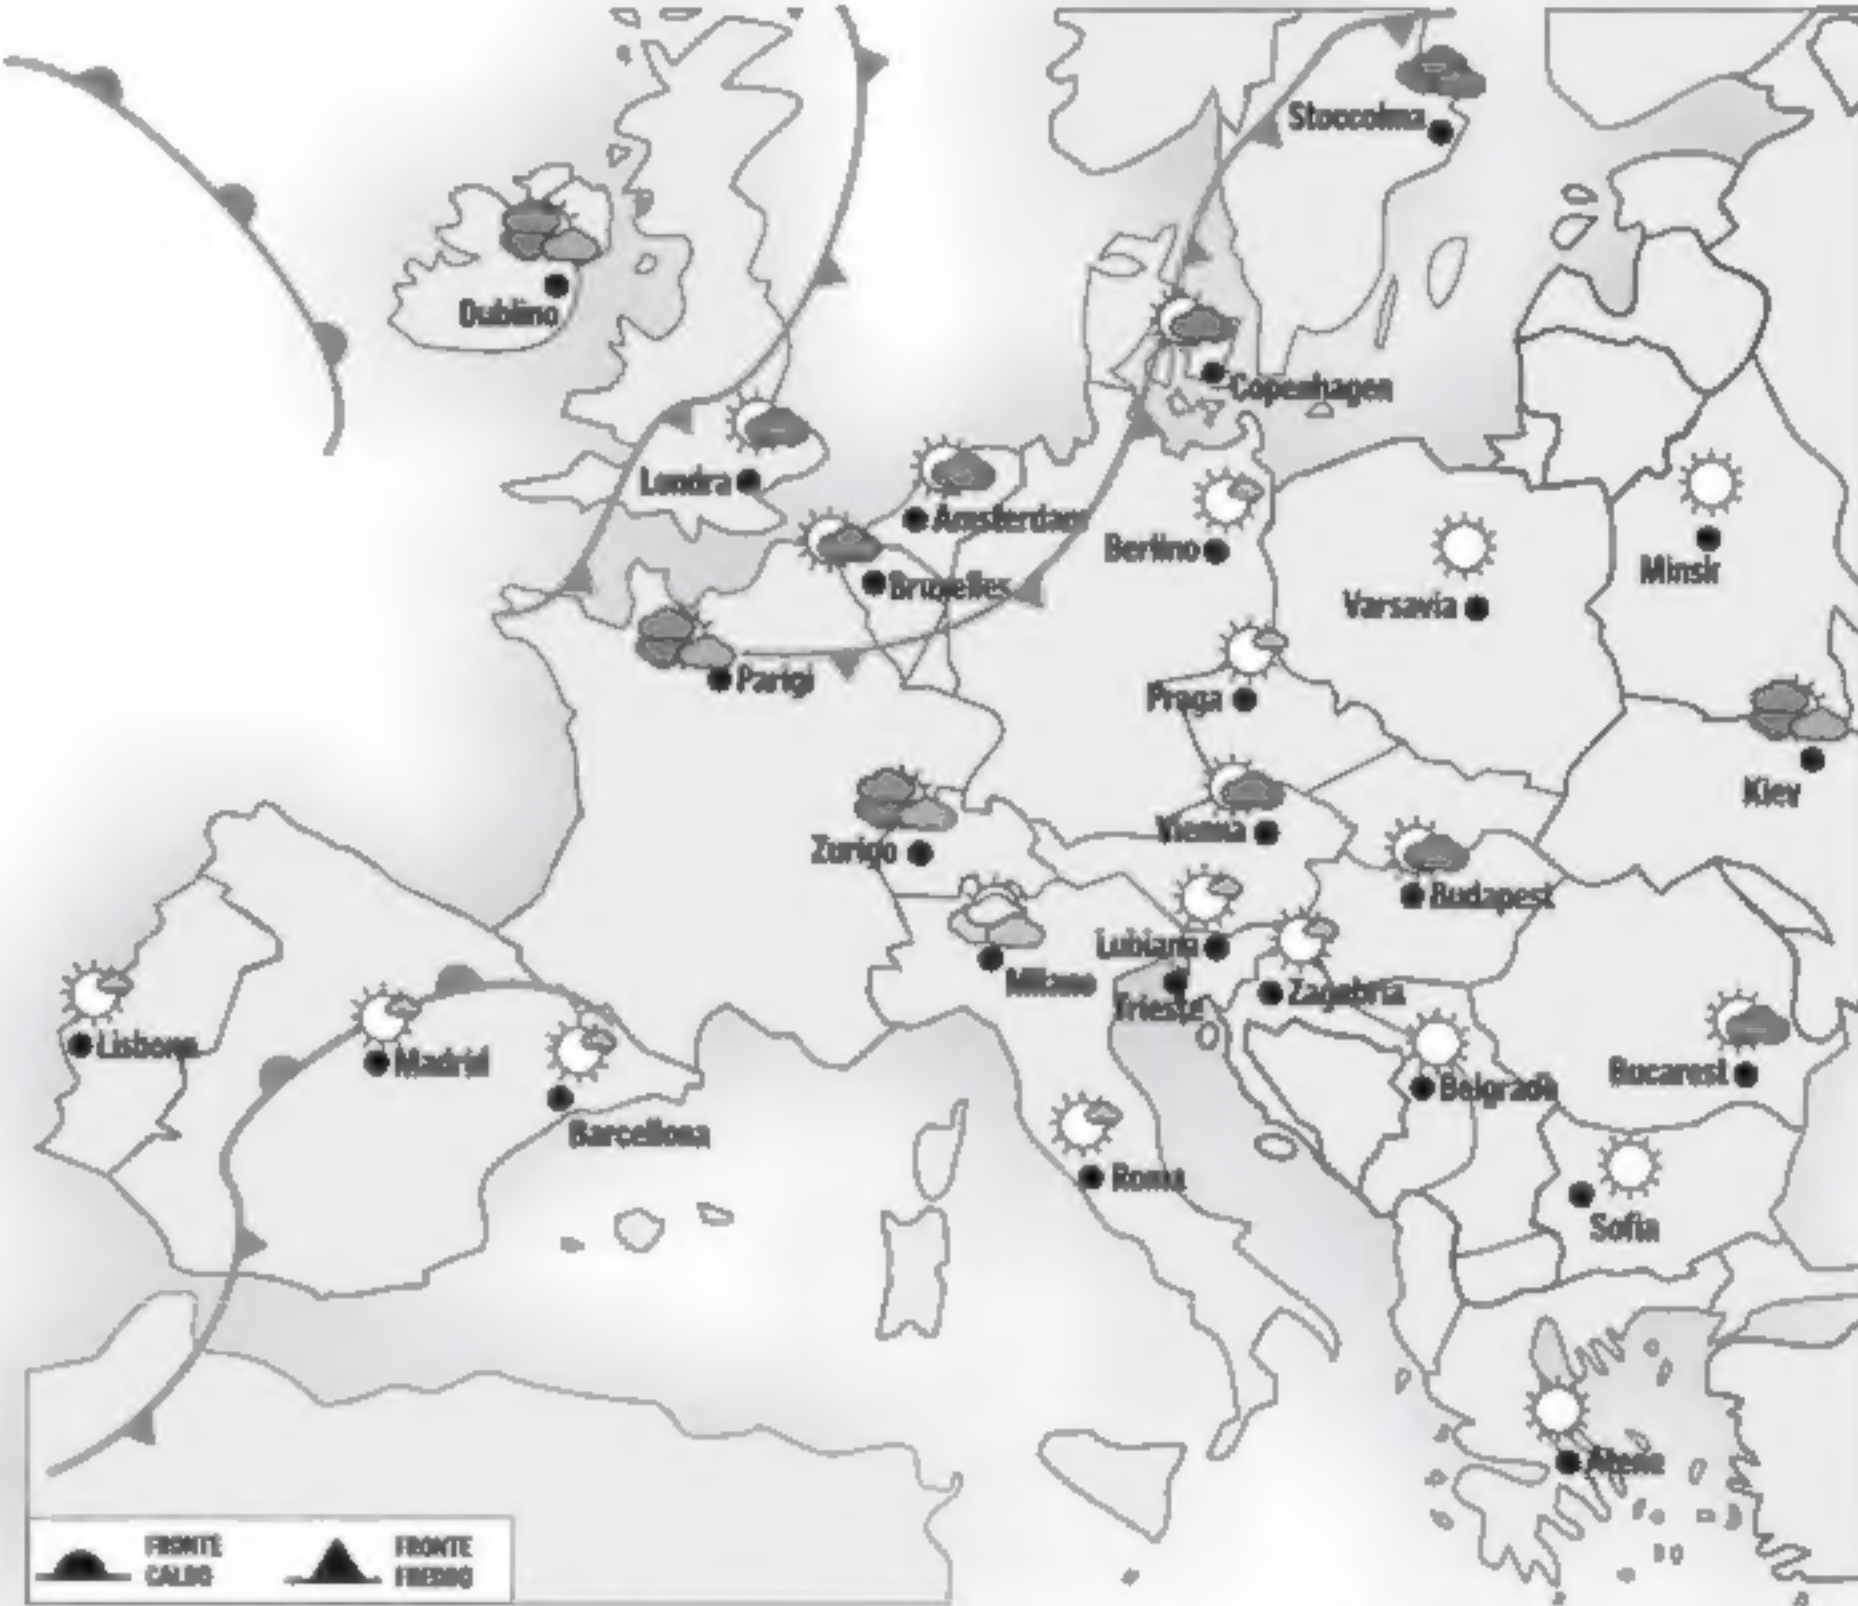 Stoccolma
Dublino
Copenhagen
Londra
Amsterdam
Berlino
Minsk
Bruxelles
Varsavia
Parigi
Praga
Kiev
Vienna
Zurigo
Budapest
Lubiana
Milano
Trieste
Zagabria
Lisbona
Madrid
Belgrado
Bucarest
Barcellona
Roma
Sofia
Atene
FRONTE
CALDO
FRONTE
FREDDO